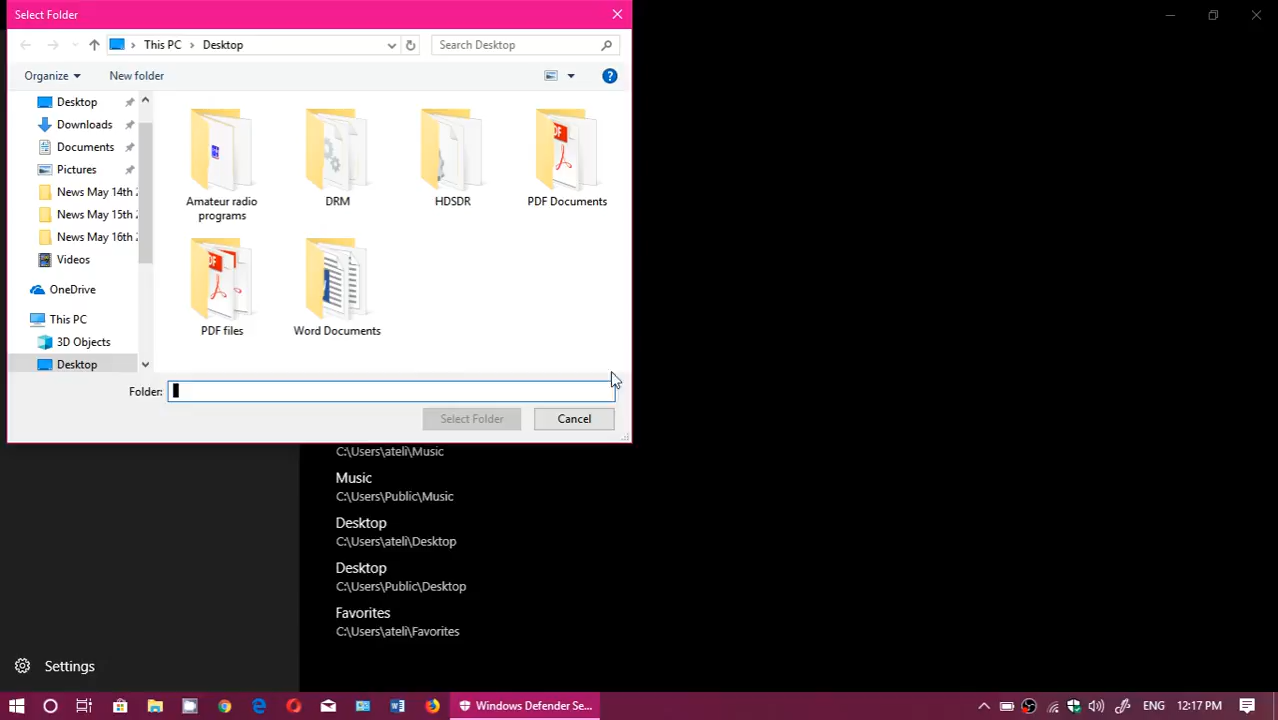 Select Folder
This PC
Desktop
Search Desktop
Organize
New folder
Desktop
Downloads
Documents
Pictures
News May 14th
News May 15th
News May 16th
Videos
OneDrive
This PC
3D Objects
Desktop
Amateur radio
programs
DRM
HDSDR
PDF Documents
PDF files
Word Documents
Folder:
Select Folder
Cancel
C:\Users\ateli\Music
Music
C:\Users\Public\Music
Desktop
C:\Users\ateli\Desktop
Desktop
C:\Users\Public\Desktop
Favorites
C:\Users\ateli\Favorites
Settings
Windows Defender Se...
ENG
12:17 PM